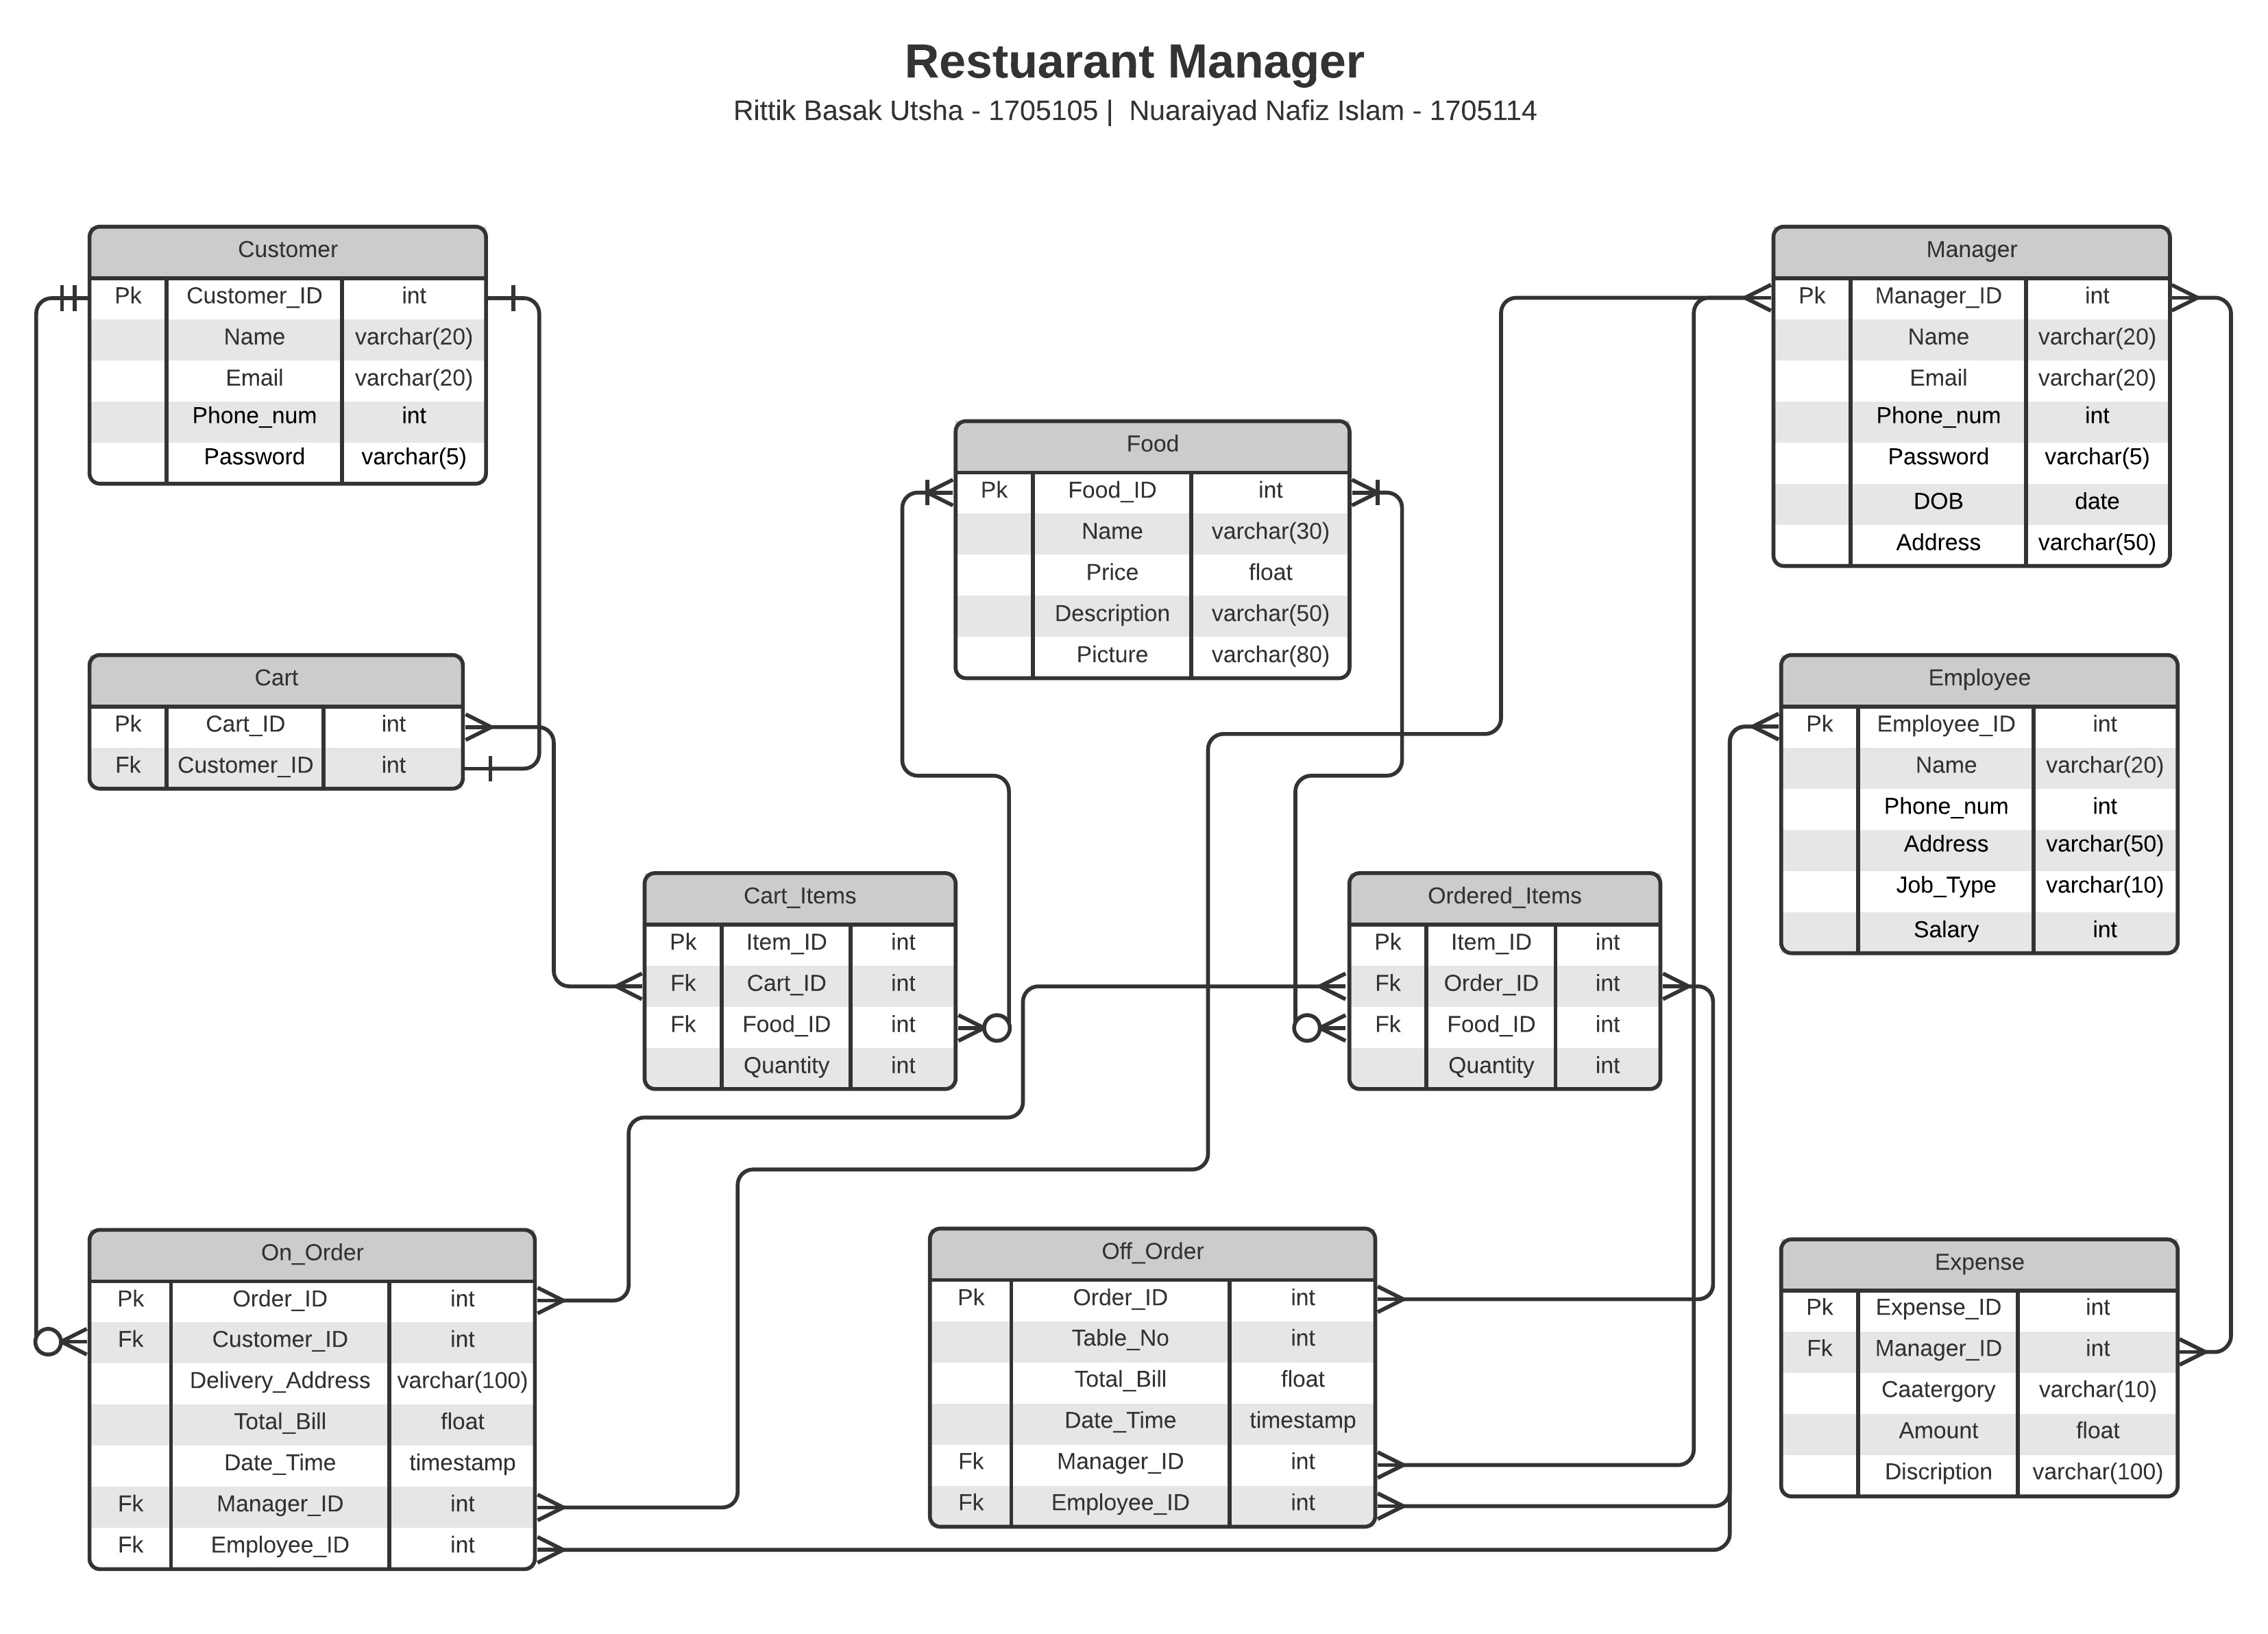 Restuarant Manager
Rittik Basak Utsha - 1705105 | Nuaraiyad Nafiz Islam - 1705114
Customer
Pk Customer_ID int
Name varchar(20)
Email varchar(20)
Phone_num int
Password varchar(5)
Manager
Pk Manager_ID int
Name varchar(20)
Email varchar(20)
Phone_num int
Password varchar(5)
DOB date
Address varchar(50)
Food
Pk Food_ID int
Name varchar(30)
Price float
Description varchar(50)
Picture varchar(80)
Cart
Pk Cart_ID int
Fk Customer_ID int
Employee
Pk Employee_ID int
Name varchar(20)
Phone_num int
Address varchar(50)
Job_Type varchar(10)
Salary int
Cart_Items
Pk Item_ID int
Fk Cart_ID int
Fk Food_ID int
Quantity int
Ordered_Items
Pk Item_ID int
Fk Order_ID int
Fk Food_ID int
Quantity int
On_Order
Pk Order_ID int
Fk Customer_ID int
Delivery_Address varchar(100)
Total_Bill float
Date_Time timestamp
Fk Manager_ID int
Fk Employee_ID int
Off_Order
Pk Order_ID int
Table_No int
Total_Bill float
Date_Time timestamp
Fk Manager_ID int
Fk Employee_ID int
Expense
Pk Expense_ID int
Fk Manager_ID int
Caatergory varchar(10)
Amount float
Discription varchar(100)